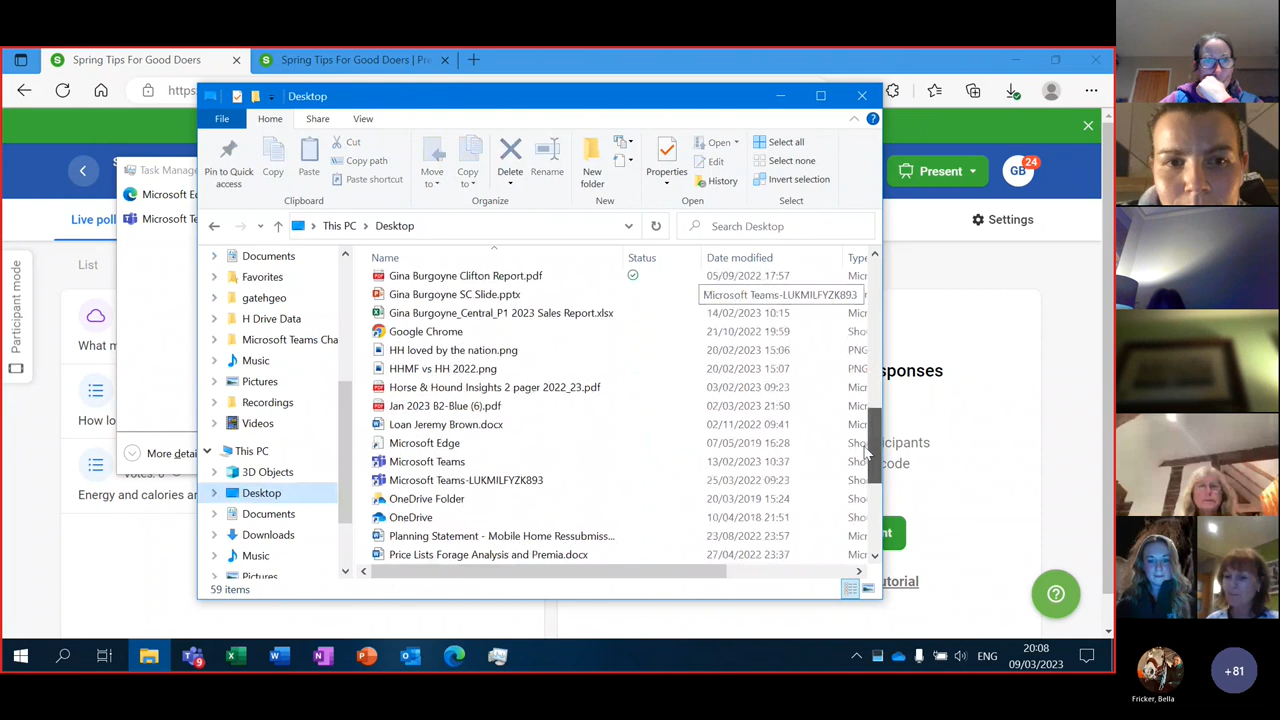 Spring Tips For Good Doers
Spring Tips For Good Doers | Pre
https
Desktop
File
Home
Share
View
Pin to Quick access
Copy
Paste
Cut
Copy path
Paste shortcut
Clipboard
Move to
Copy to
Delete
Rename
Organize
New folder
New
Properties
Open
Edit
History
Open
Select all
Select none
Invert selection
Select
Present
GB
24
Task Manag
Microsoft Ed
Microsoft Te
Live poll
This PC
Desktop
Search Desktop
Settings
Participant mode
List
Documents
Favorites
gatehgeo
H Drive Data
Microsoft Teams Cha
Music
Pictures
Recordings
Videos
This PC
3D Objects
Desktop
Documents
Downloads
Music
Pictures
Name
Status
Date modified
Type
Gina Burgoyne Clifton Report.pdf
05/09/2022 17:57
Micr
Gina Burgoyne SC Slide.pptx
Microsoft Teams-LUKMILFYZK893
Gina Burgoyne_Central_P1 2023 Sales Report.xlsx
14/02/2023 10:15
Micr
Google Chrome
21/10/2022 19:59
Sho
HH loved by the nation.png
20/02/2023 15:06
PNG
HHMF vs HH 2022.png
20/02/2023 15:07
PNG
Horse & Hound Insights 2 pager 2022_23.pdf
03/02/2023 09:23
Micr
Jan 2023 B2-Blue (6).pdf
02/03/2023 21:50
Micr
Loan Jeremy Brown.docx
02/11/2022 09:41
Micr
Microsoft Edge
07/05/2019 16:28
Sho
Microsoft Teams
13/02/2023 10:37
Sho
Microsoft Teams-LUKMILFYZK893
25/03/2022 09:23
Sho
OneDrive Folder
20/03/2019 15:24
Sho
OneDrive
10/04/2018 21:51
Sho
Planning Statement - Mobile Home Ressubmiss...
23/08/2022 23:57
Micr
Price Lists Forage Analysis and Premia.docx
27/04/2022 23:37
Micr
59 items
What m
How lo
More detai
Energy and calories a
sponses
icipants
code
nt
utorial
9
ENG
20:08
09/03/2023
Fricker, Bella
+81